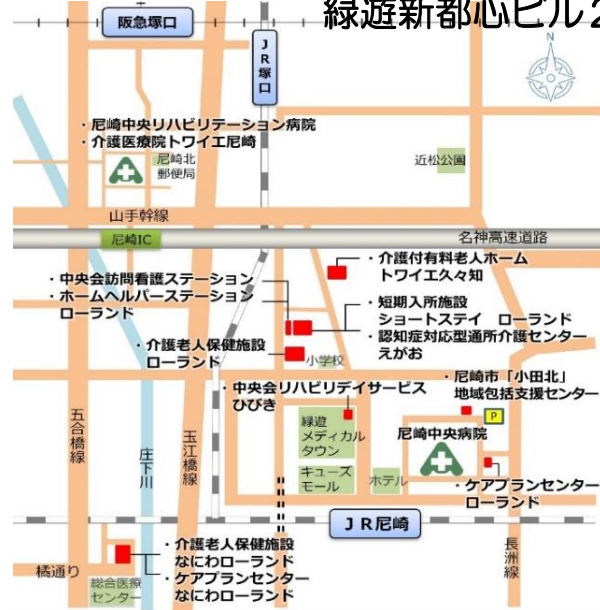 緑遊新都心ビル2
阪急塚口
JR塚口
N
・尼崎中央リハビリテーション病院
・介護医療院トワイエ尼崎
尼崎北
郵便局
近松公園
山手幹線
尼崎IC
名神高速道路
・介護付有料老人ホーム
トワイエ久々知
・中央会訪問看護ステーション
・ホームヘルパーステーション
ローランド
・短期入所施設
ショートステイ ローランド
・認知症対応型通所介護センター
えがお
・介護老人保健施設
ローランド
小学校
・中央会リハビリデイサービス
ひびき
・尼崎市「小田北」
地域包括支援センター
P
五合橋線
庄下川
玉江橋線
緑遊
メディカル
タウン
尼崎中央病院
キューズ
モール
ホテル
・ケアプランセンター
ローランド
JR尼崎
・介護老人保健施設
なにわローランド
・ケアプランセンター
なにわローランド
橘通り
総合医療
センター
長洲線